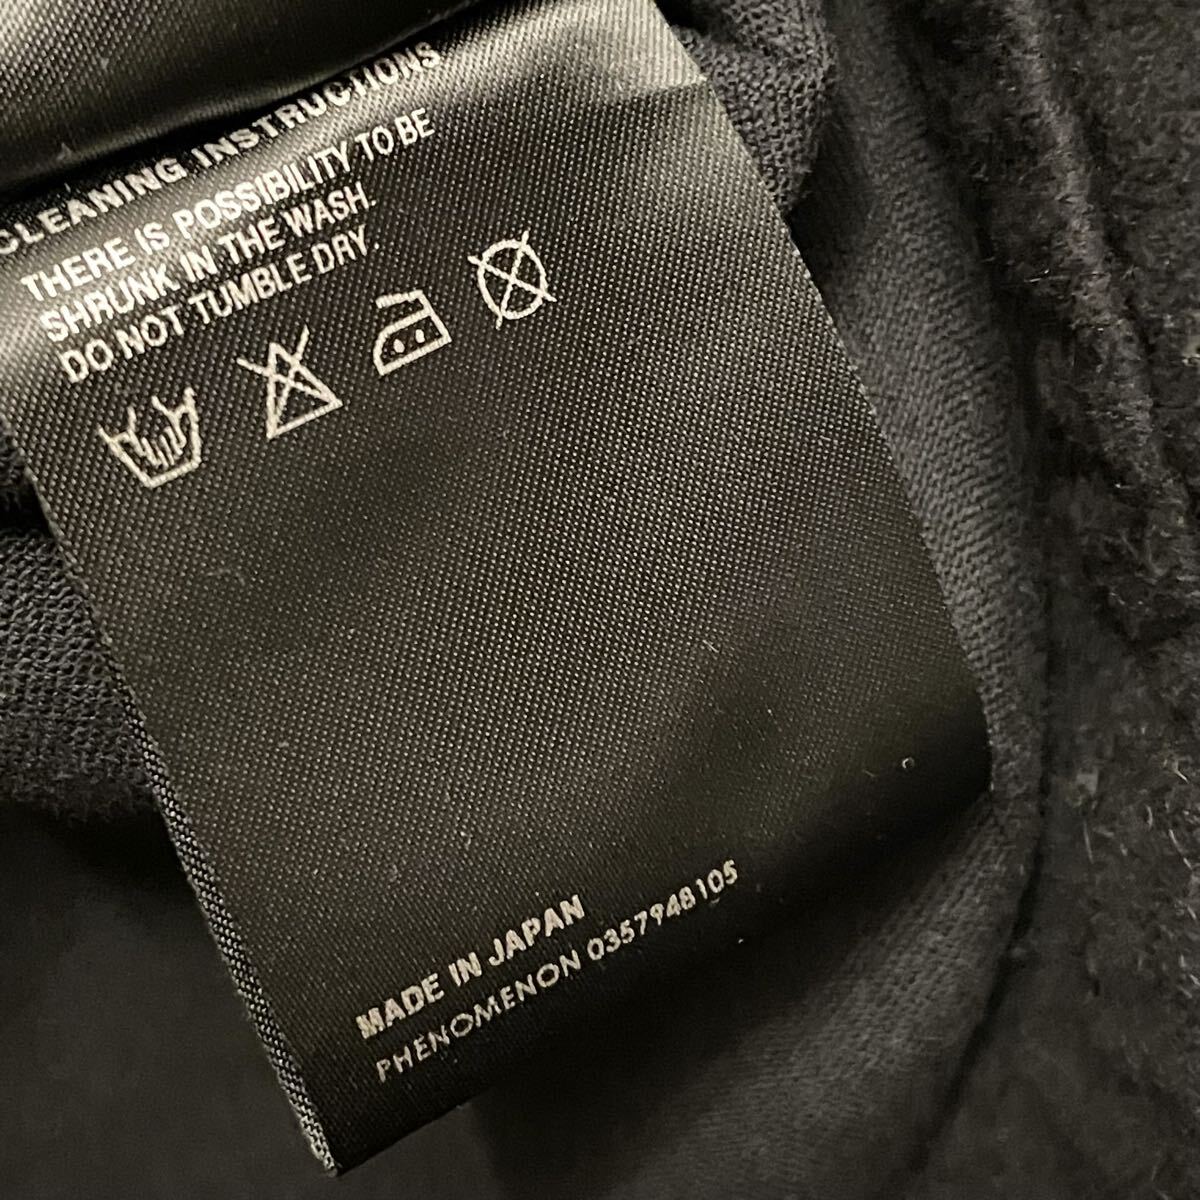 CLEANING INSTRUCTIONS
THERE IS POSSIBILITY TO BE
SHRUNK IN THE WASH.
DO NOT TUMBLE DRY.
MADE IN JAPAN
PHENOMENON 0357948105